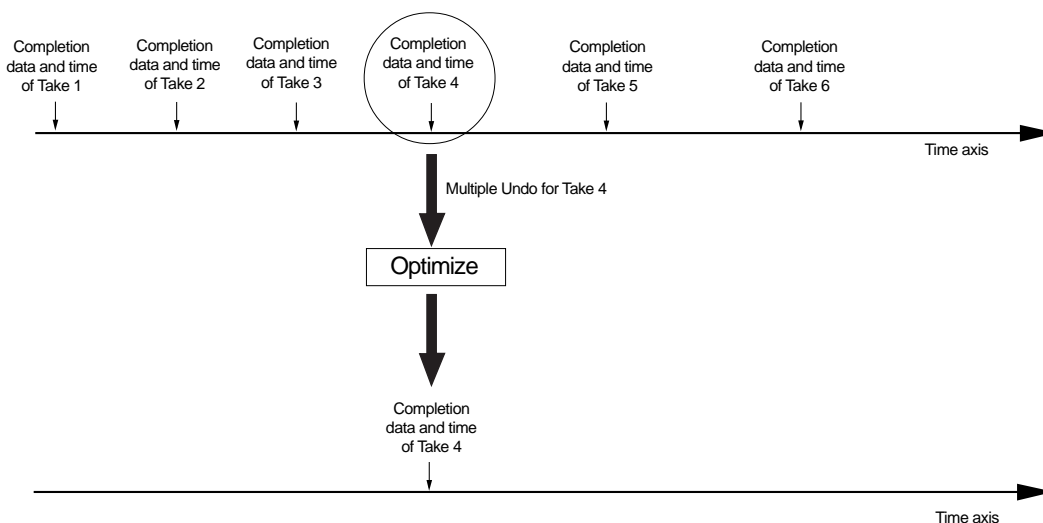 Completion
data and time
of Take 1
Completion
data and time
of Take 2
Completion
data and time
of Take 3
Completion
data and time
of Take 4
Completion
data and time
of Take 5
Completion
data and time
of Take 6
Time axis
Multiple Undo for Take 4
Optimize
Completion
data and time
of Take 4
Time axis